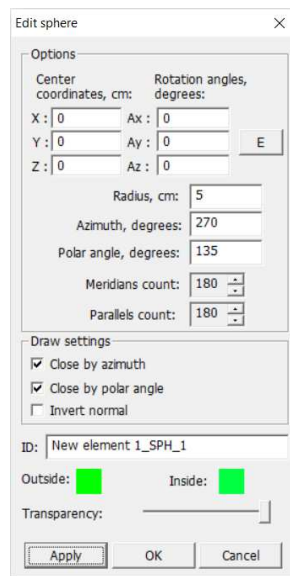 Edit sphere
Options
Center Rotation angles,
coordinates, cm: degrees:
X : 0 Ax : 0
Y : 0 Ay : 0 E
Z : 0 Az : 0
Radius, cm: 5
Azimuth, degrees: 270
Polar angle, degrees: 135
Meridians count: 180
Parallels count: 180
Draw settings
Close by azimuth
Close by polar angle
Invert normal
ID: New element 1_SPH_1
Outside: Inside:
Transparency:
Apply OK Cancel